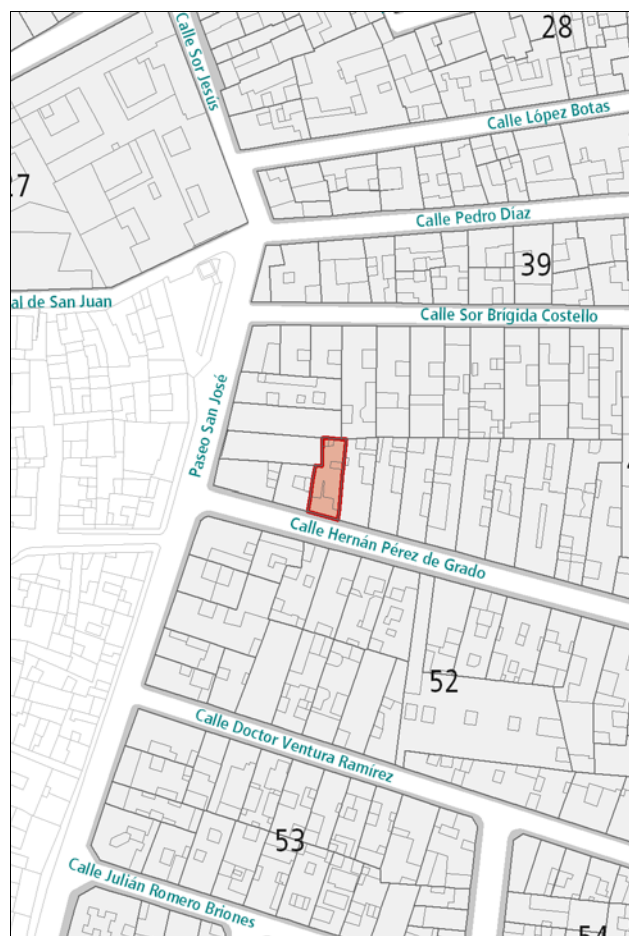 28
Calle Sor Jesús
Calle López Botas
27
Calle Pedro Díaz
39
al de San Juan
Calle Sor Brígida Costello
Paseo San José
Calle Hernán Pérez de Grado
52
Calle Doctor Ventura Ramírez
53
Calle Julián Romero Briones
54